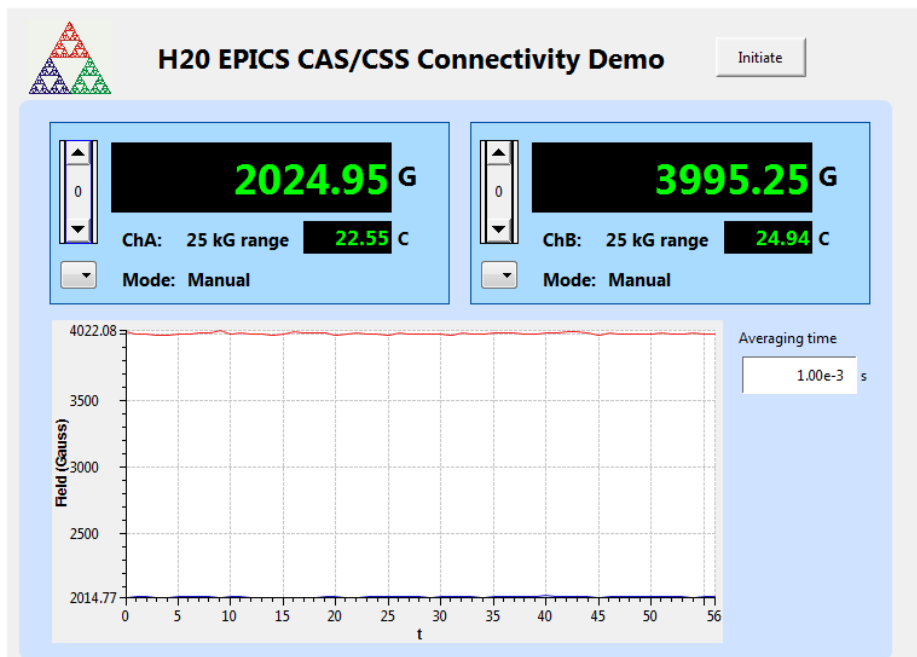 H20 EPICS CAS/CSS Connectivity Demo
Initiate
0
2024.95 G
ChA: 25 kG range 22.55 C
Mode: Manual
0
3995.25 G
ChB: 25 kG range 24.94 C
Mode: Manual
4022.08
3500
3000
2500
2014.77
Field (Gauss)
0 5 10 15 20 25 30 35 40 45 50 56
t
Averaging time
1.00e-3 s